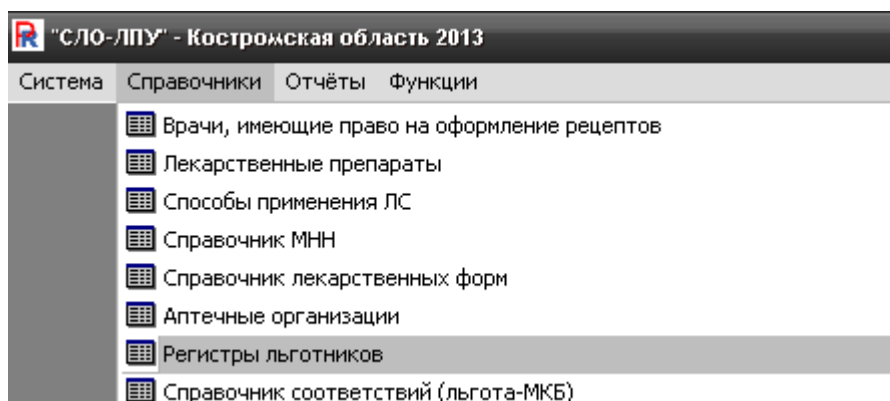 "СЛО-ЛПУ" - Костромская область 2013
Система Справочники Отчёты Функции
Врачи, имеющие право на оформление рецептов
Лекарственные препараты
Способы применения ЛС
Справочник МНН
Справочник лекарственных форм
Аптечные организации
Регистры льготников
Справочник соответствий (льгота-МКБ)